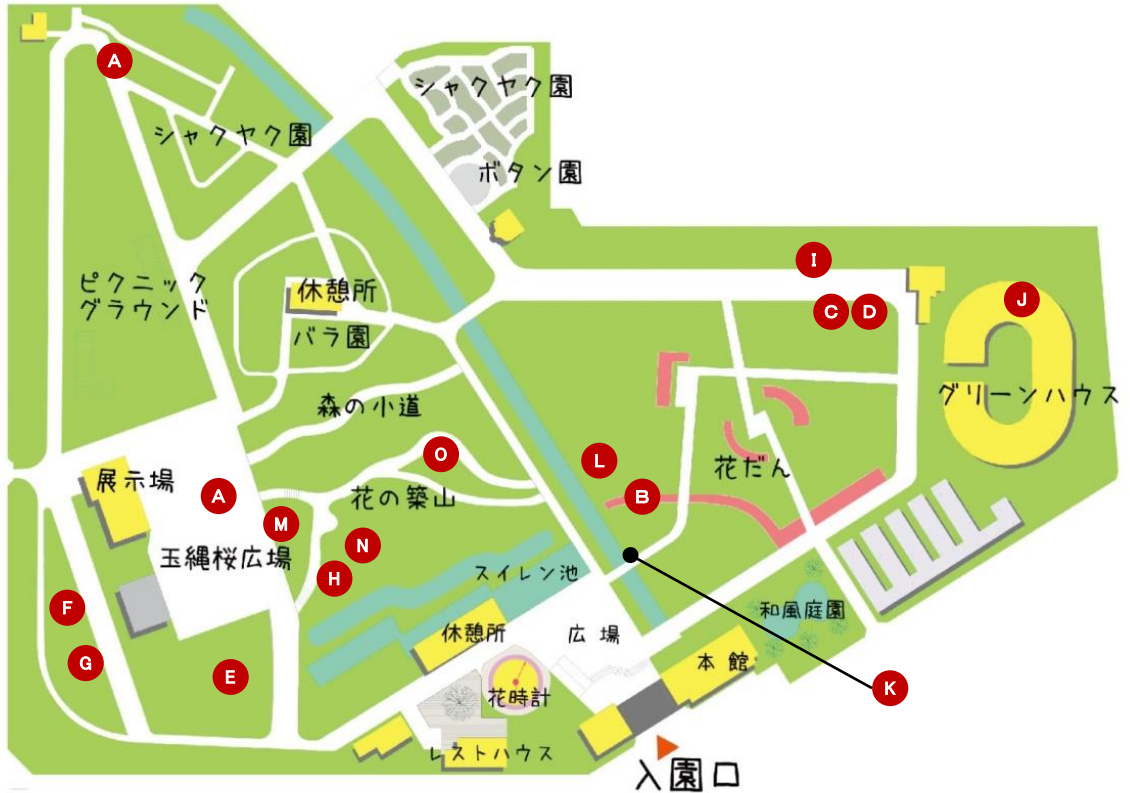 A
シャクヤク園
シャクヤク園
ボタン園
I
C
D
J
ピクニック
グラウンド
休憩所
バラ園
グリーンハウス
森の小道
O
L
花だん
展示場
A
花の築山
B
M
N
玉縄桜広場
H
スイレン池
F
和風庭園
休憩所
広場
G
本館
E
K
花時計
レストハウス
入園口